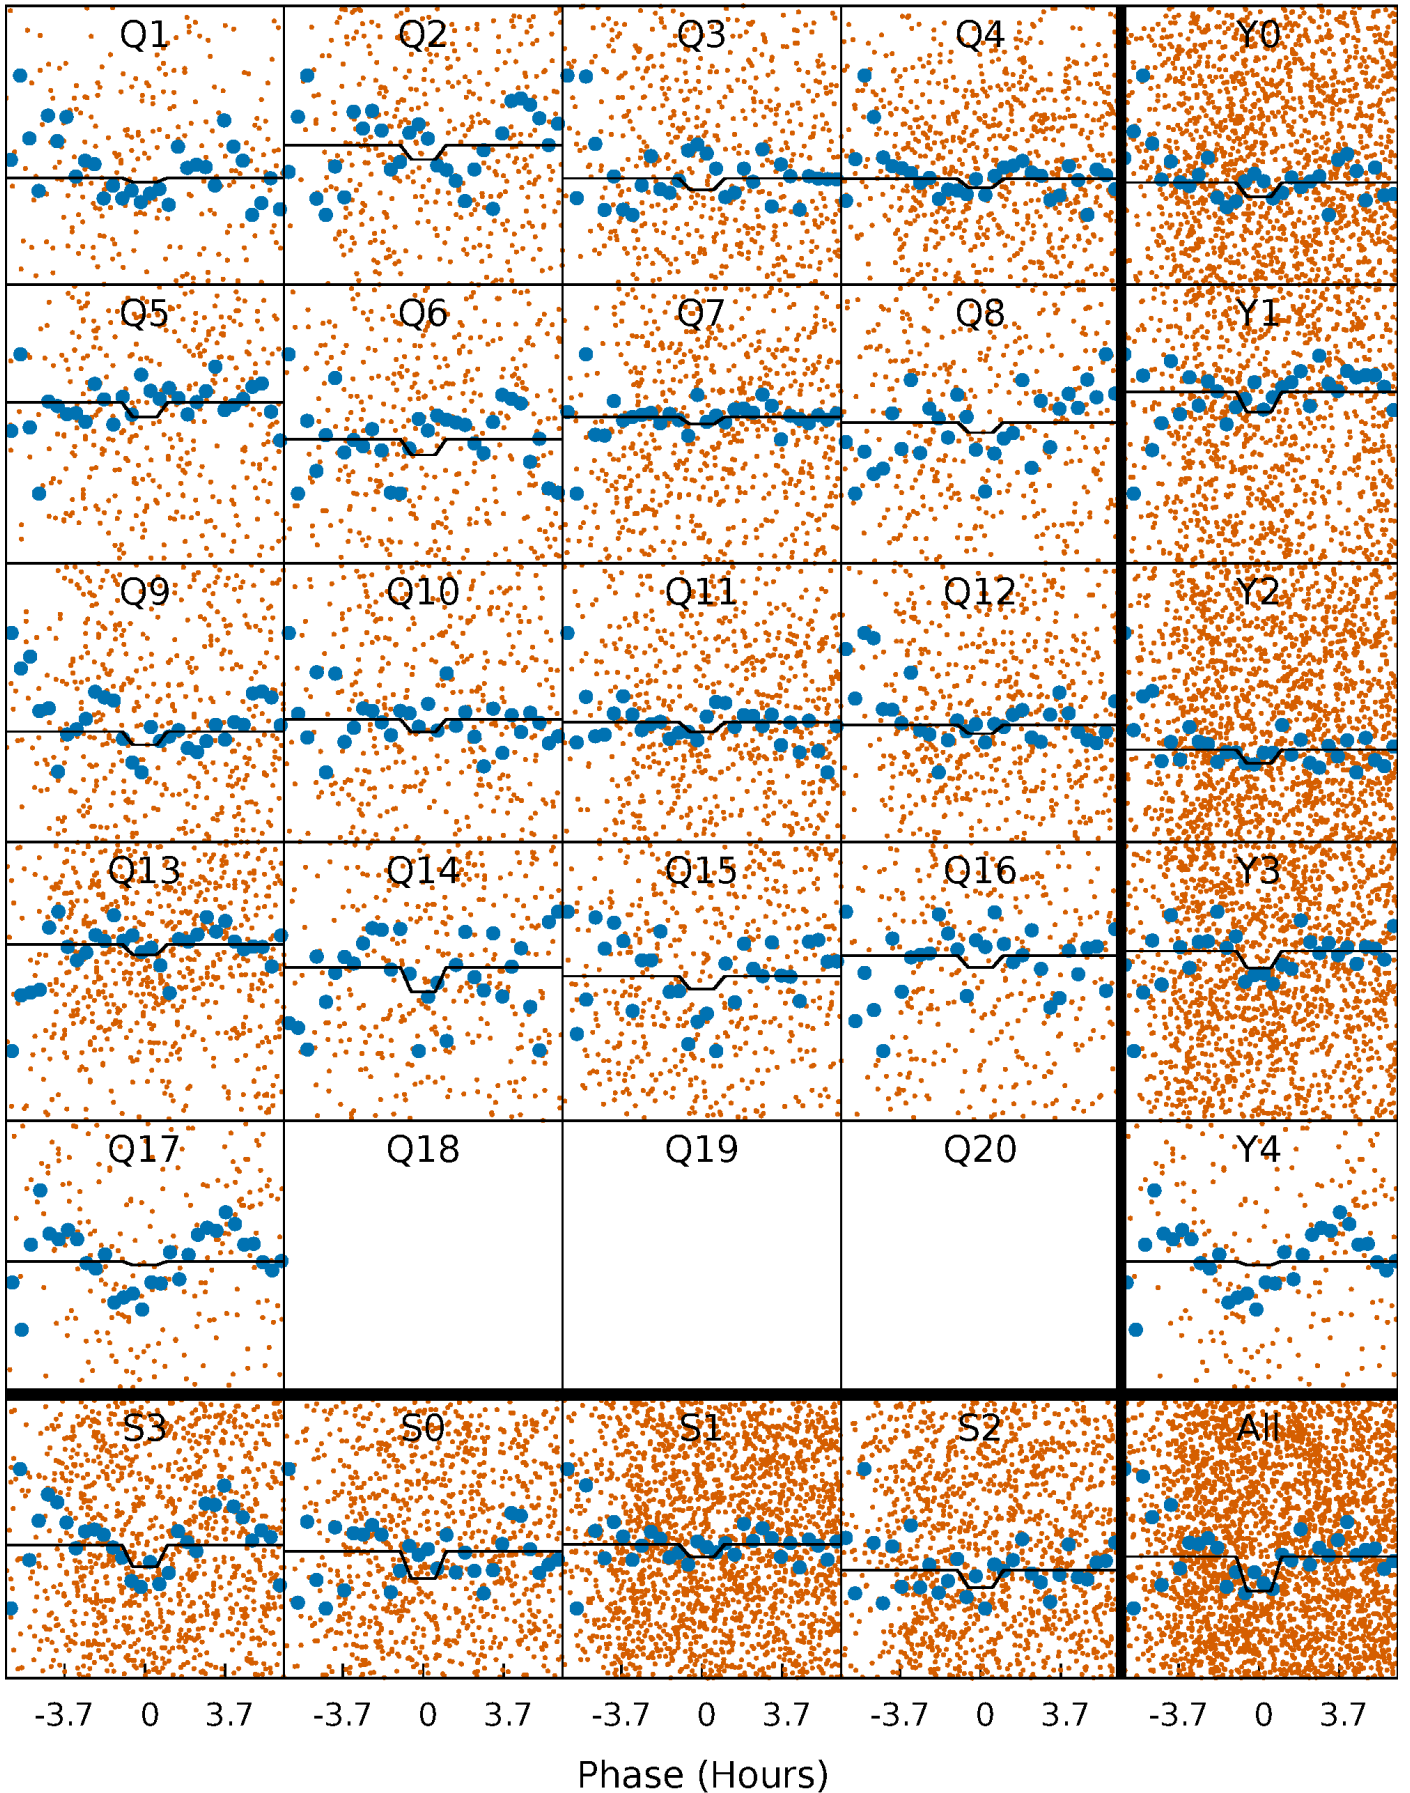 Q1 Q2 Q3 Q4 Y0
Q5 Q6 Q7 Q8 Y1
Q9 Q10 Q11 Q12 Y2
Q13 Q14 Q15 Q16 Y3
Q17 Q18 Q19 Q20 Y4
S3 S0 S1 S2 All
-3.7 0 3.7 -3.7 0 3.7 -3.7 0 3.7 -3.7 0 3.7 -3.7 0 3.7
Phase (Hours)